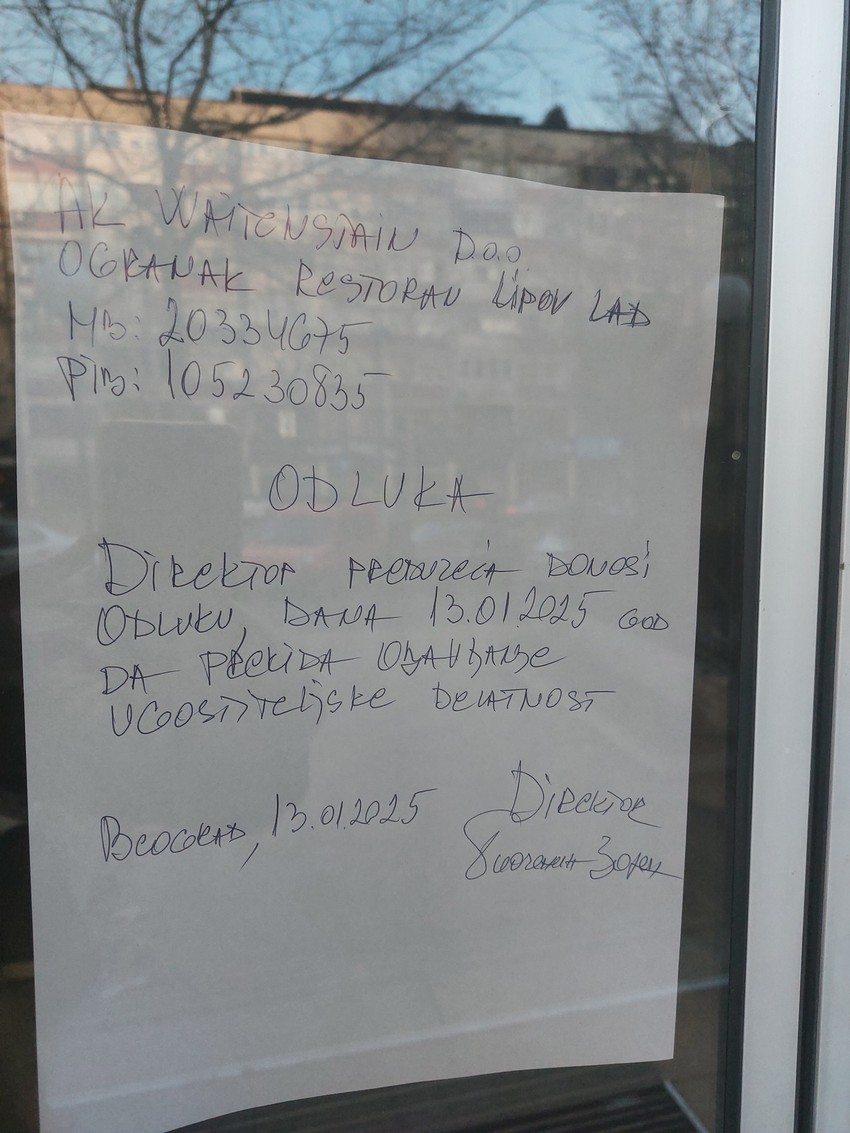 AK WAITENSTAIN D.O.O
OGRANAK RESTORAN LIPOV LAD
MB: 20334675
PIB: 105230835
ODLUKA
DIREKTOR PREDUZEĆA DONOSI
ODLUKU, DANA 13.01.2025 GOD
DA PREKIDA OBAVLJANJE
UGOSTITELJSKE DELATNOST
BEOGRAD, 13.01.2025
DIREKTOR